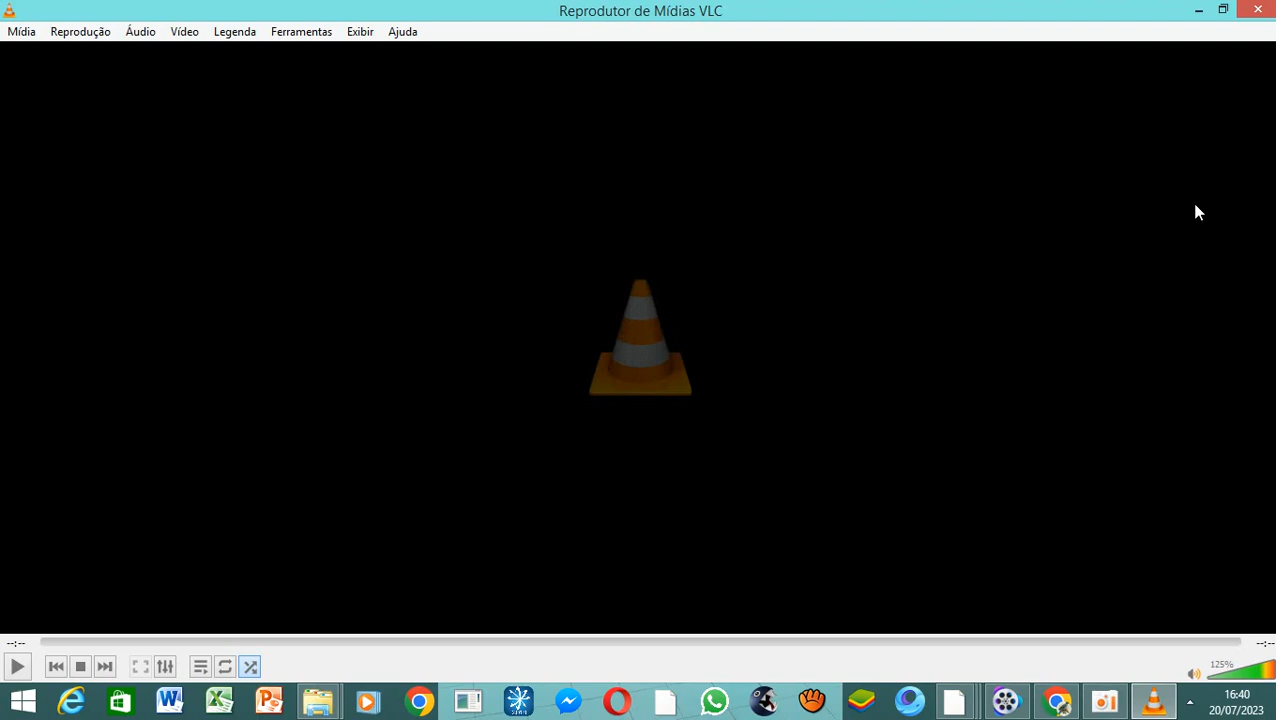 Reprodutor de Mídias VLC
Mídia Reprodução Áudio Vídeo Legenda Ferramentas Exibir Ajuda
--:-- --:--
125%
16:40
20/07/2023